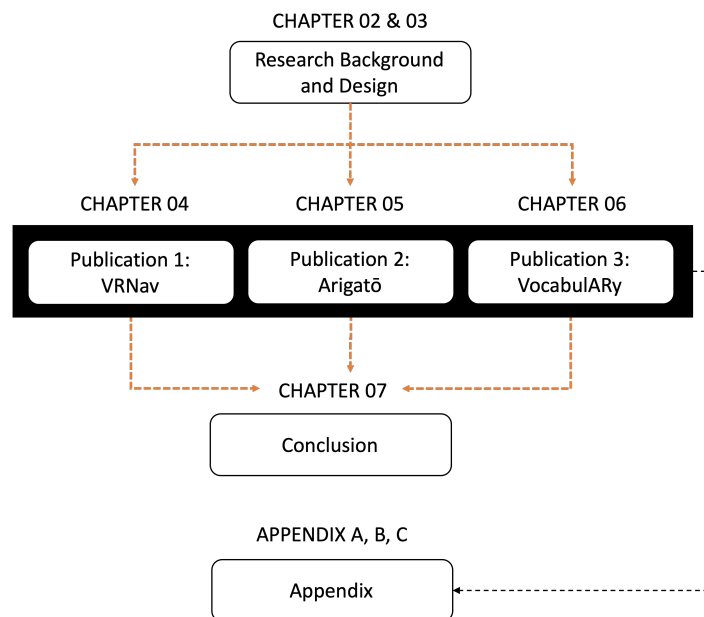 CHAPTER 02 & 03
Research Background
and Design
CHAPTER 04
CHAPTER 05
CHAPTER 06
Publication 1:
VRNav
Publication 2:
Arigatō
Publication 3:
VocabulARy
CHAPTER 07
Conclusion
APPENDIX A, B, C
Appendix